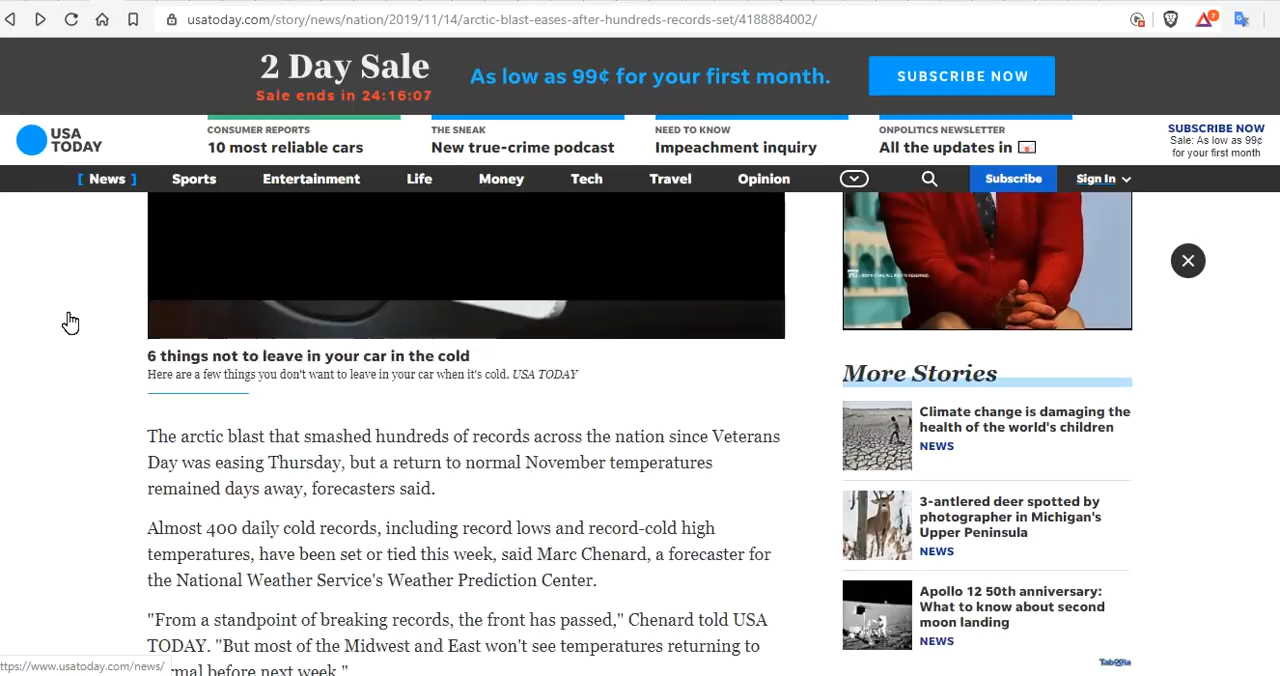 usatoday.com/story/news/nation/2019/11/14/arctic-blast-eases-after-hundreds-records-set/4188884002/
2 Day Sale
Sale ends in 24:16:07
As low as 99¢ for your first month.
SUBSCRIBE NOW
USA
TODAY
CONSUMER REPORTS
10 most reliable cars
THE SNEAK
New true-crime podcast
NEED TO KNOW
Impeachment inquiry
ONPOLITICS NEWSLETTER
All the updates in
SUBSCRIBE NOW
Sale: As low as 99¢
for your first month
[ News ] Sports Entertainment Life Money Tech Travel Opinion Subscribe Sign In
6 things not to leave in your car in the cold
Here are a few things you don't want to leave in your car when it's cold. USA TODAY
The arctic blast that smashed hundreds of records across the nation since Veterans
Day was easing Thursday, but a return to normal November temperatures
remained days away, forecasters said.
Almost 400 daily cold records, including record lows and record-cold high
temperatures, have been set or tied this week, said Marc Chenard, a forecaster for
the National Weather Service's Weather Prediction Center.
"From a standpoint of breaking records, the front has passed," Chenard told USA
TODAY. "But most of the Midwest and East won't see temperatures returning to
rmal before next week."
More Stories
Climate change is damaging the
health of the world's children
NEWS
3-antlered deer spotted by
photographer in Michigan's
Upper Peninsula
NEWS
Apollo 12 50th anniversary:
What to know about second
moon landing
NEWS
Taboola
ttps://www.usatoday.com/news/